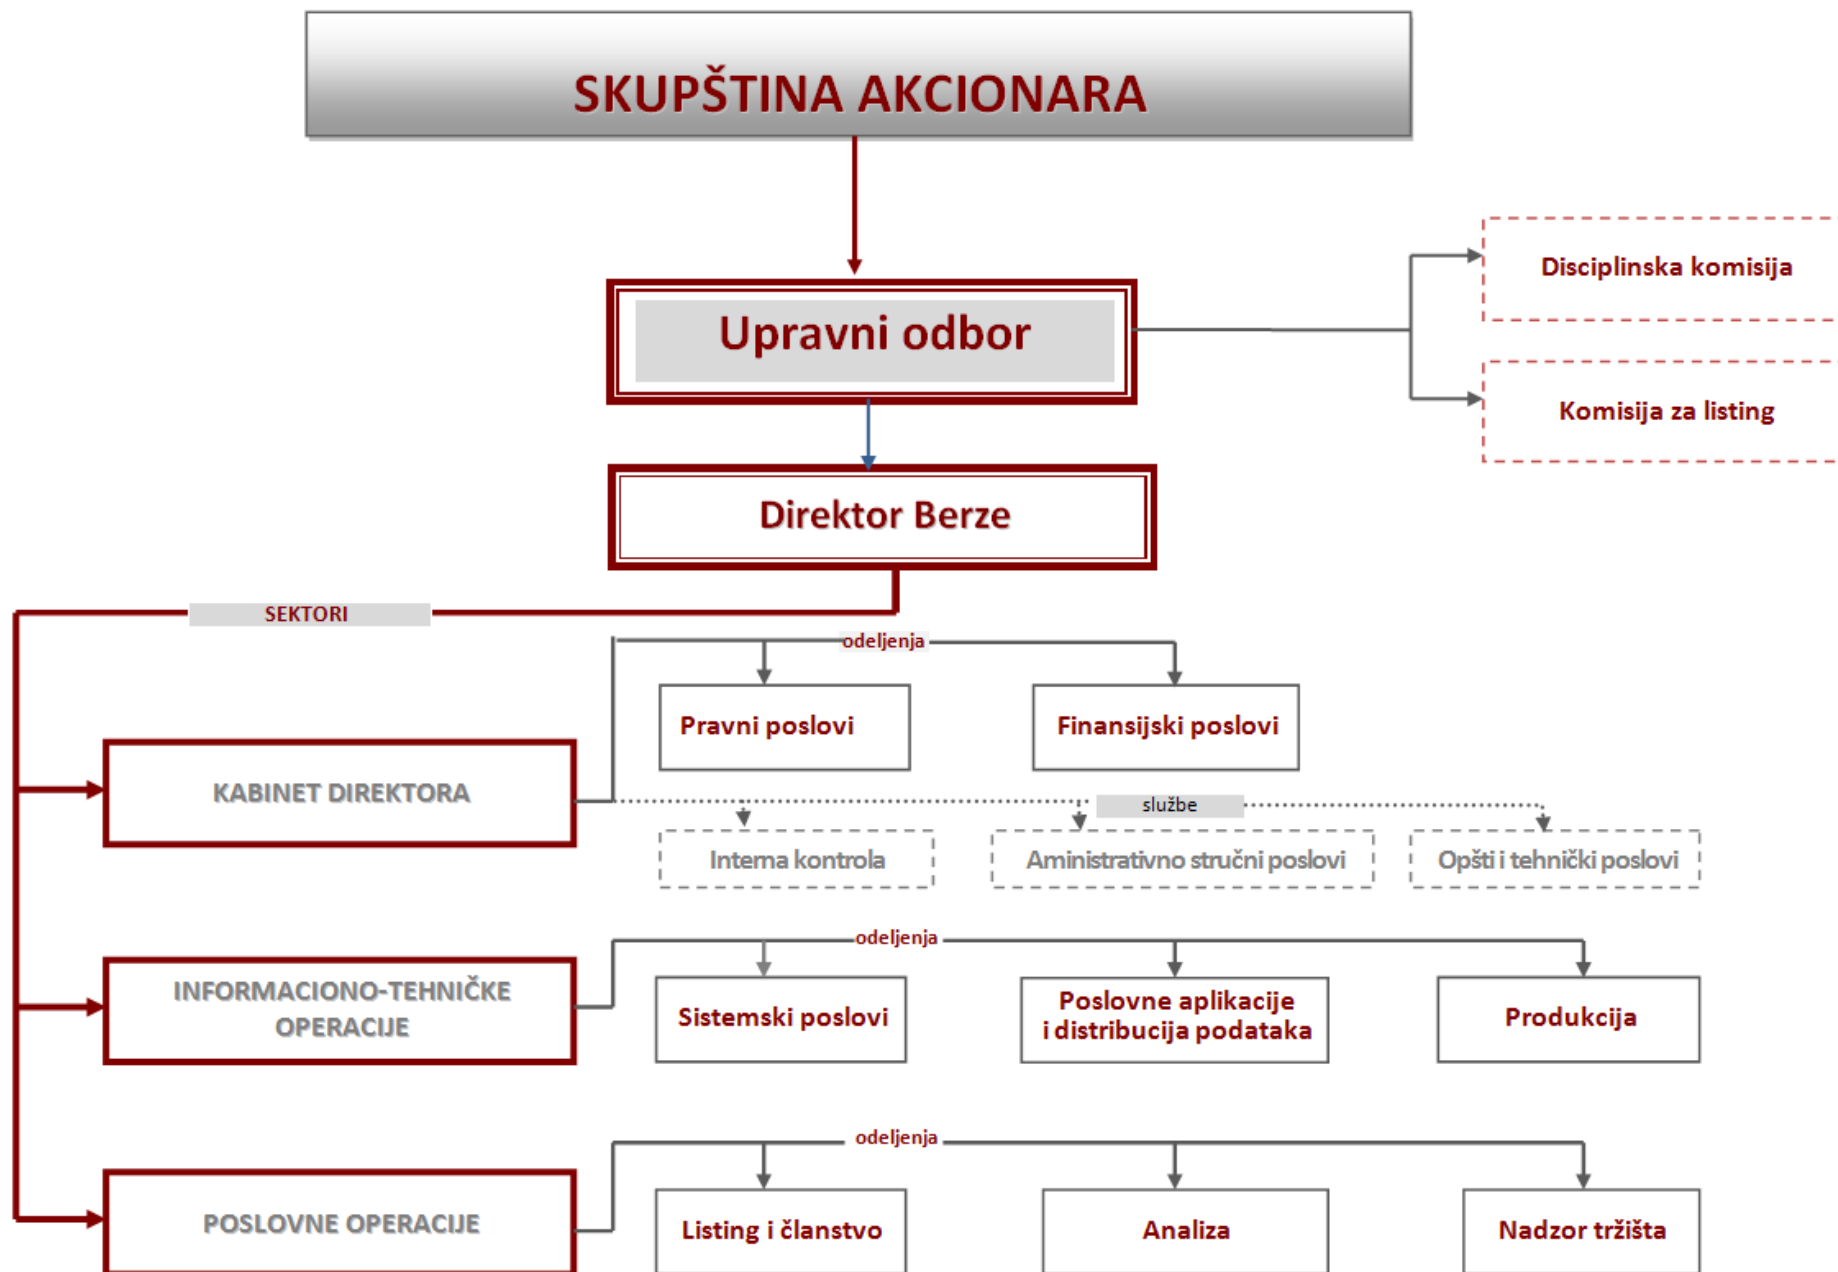 SKUPŠTINA AKCIONARA
Upravni odbor
Disciplinska komisija
Komisija za listing
Direktor Berze
SEKTORI
odeljenja
Pravni poslovi
Finansijski poslovi
KABINET DIREKTORA
službe
Interna kontrola
Aministrativno stručni poslovi
Opšti i tehnički poslovi
odeljenja
INFORMACIONO-TEHNIČKE
OPERACIJE
Sistemski poslovi
Poslovne aplikacije
i distribucija podataka
Produkcija
odeljenja
POSLOVNE OPERACIJE
Listing i članstvo
Analiza
Nadzor tržišta